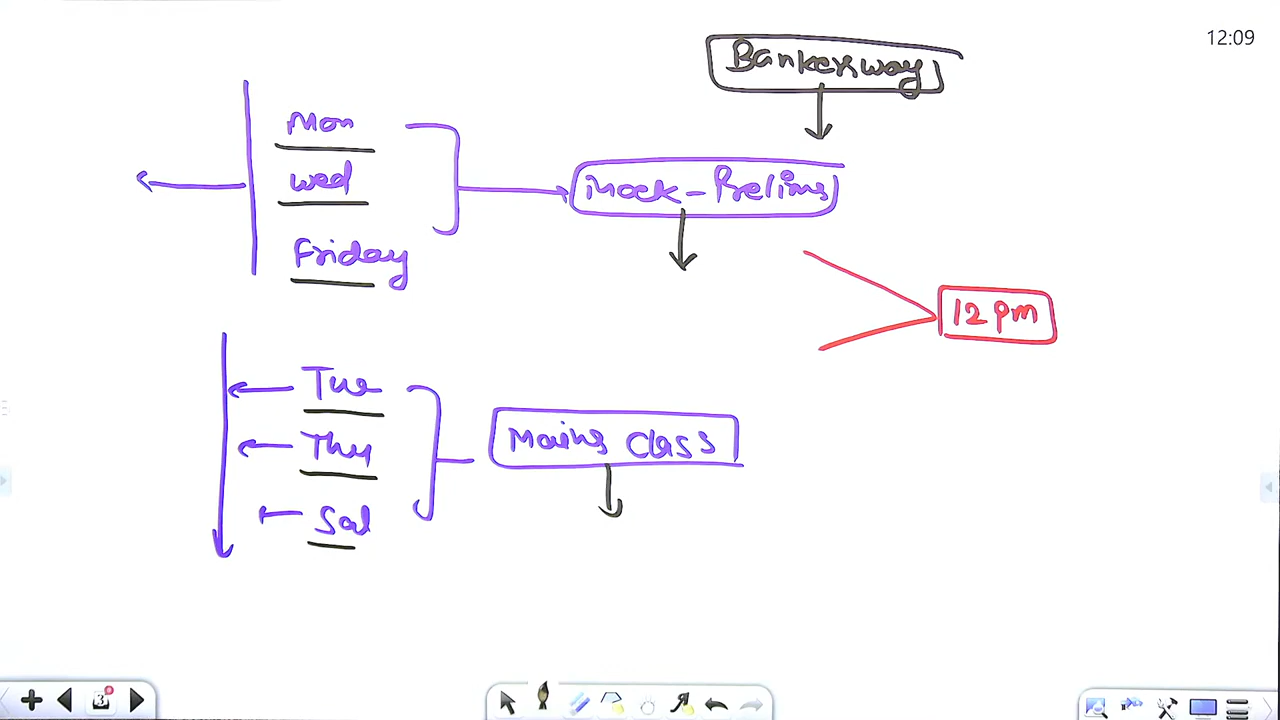 12:09
Bankersway
Mon
Wed
Friday
Mock-Prelims
12 pm
Tue
Thu
Sat
Mains Class